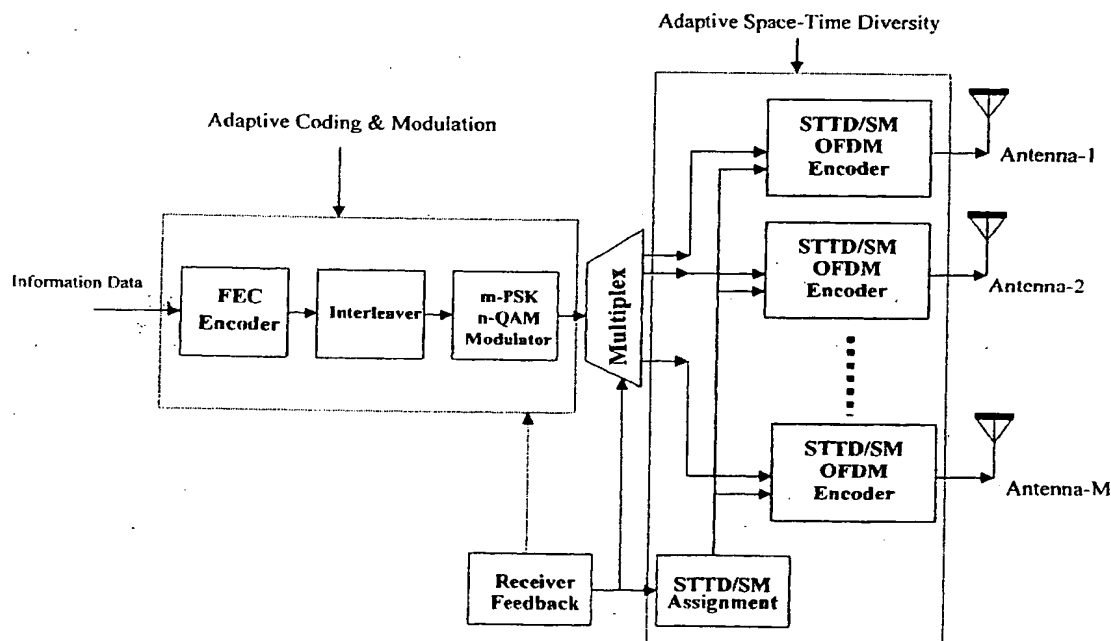 Adaptive Space-Time Diversity
Adaptive Coding & Modulation
STTD/SM
OFDM
Encoder
Antenna-1
Information Data
FEC
Encoder
Interleaver
m-PSK
n-QAM
Modulator
Multiplex
STTD/SM
OFDM
Encoder
Antenna-2
STTD/SM
OFDM
Encoder
Antenna-M
Receiver
Feedback
STTD/SM
Assignment